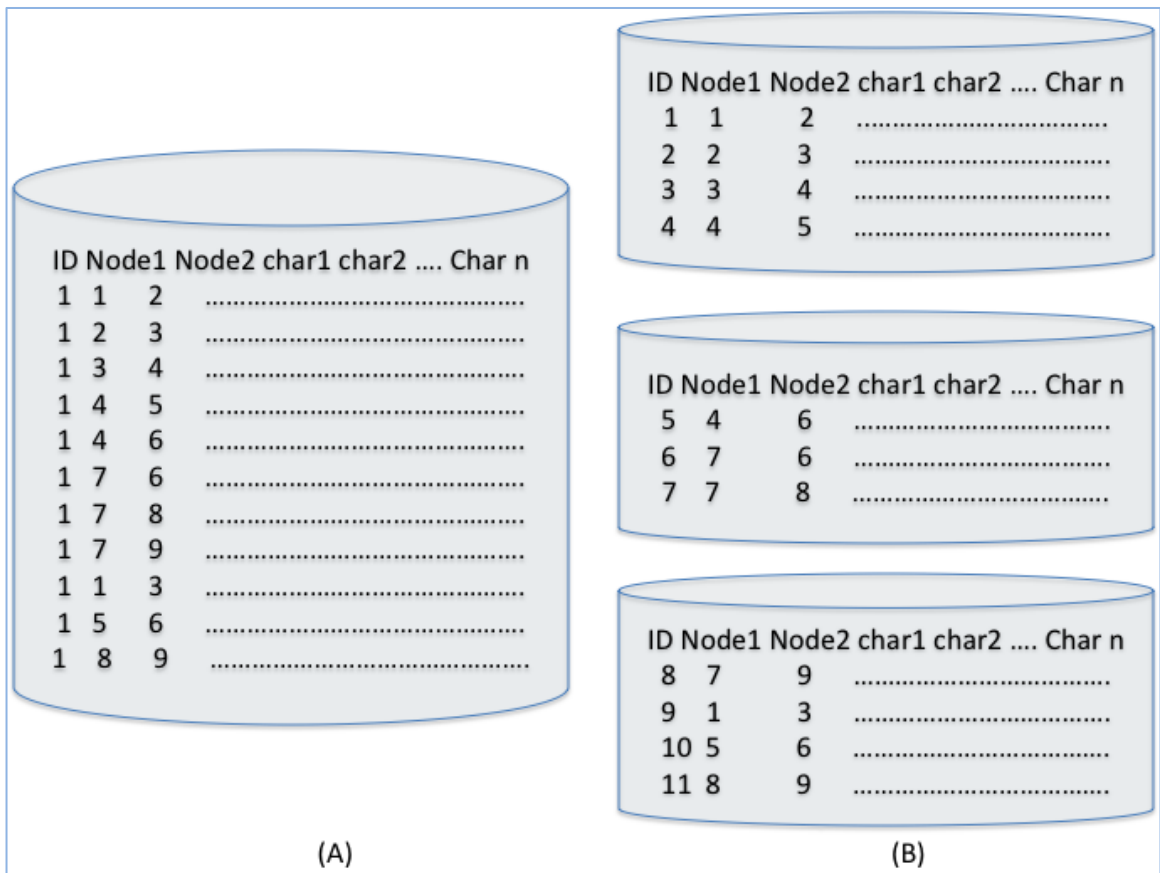 ID Node1 Node2 char1 char2 .... Char n
1 1 2 ..............................................
1 2 3 ..............................................
1 3 4 ..............................................
1 4 5 ..............................................
1 4 6 ..............................................
1 7 6 ..............................................
1 7 8 ..............................................
1 7 9 ..............................................
1 1 3 ..............................................
1 5 6 ..............................................
1 8 9 ..............................................
(A)
ID Node1 Node2 char1 char2 .... Char n
1 1 2 ....................................
2 2 3 ....................................
3 3 4 ....................................
4 4 5 ....................................
ID Node1 Node2 char1 char2 .... Char n
5 4 6 ....................................
6 7 6 ....................................
7 7 8 ....................................
ID Node1 Node2 char1 char2 .... Char n
8 7 9 ....................................
9 1 3 ....................................
10 5 6 ....................................
11 8 9 ....................................
(B)